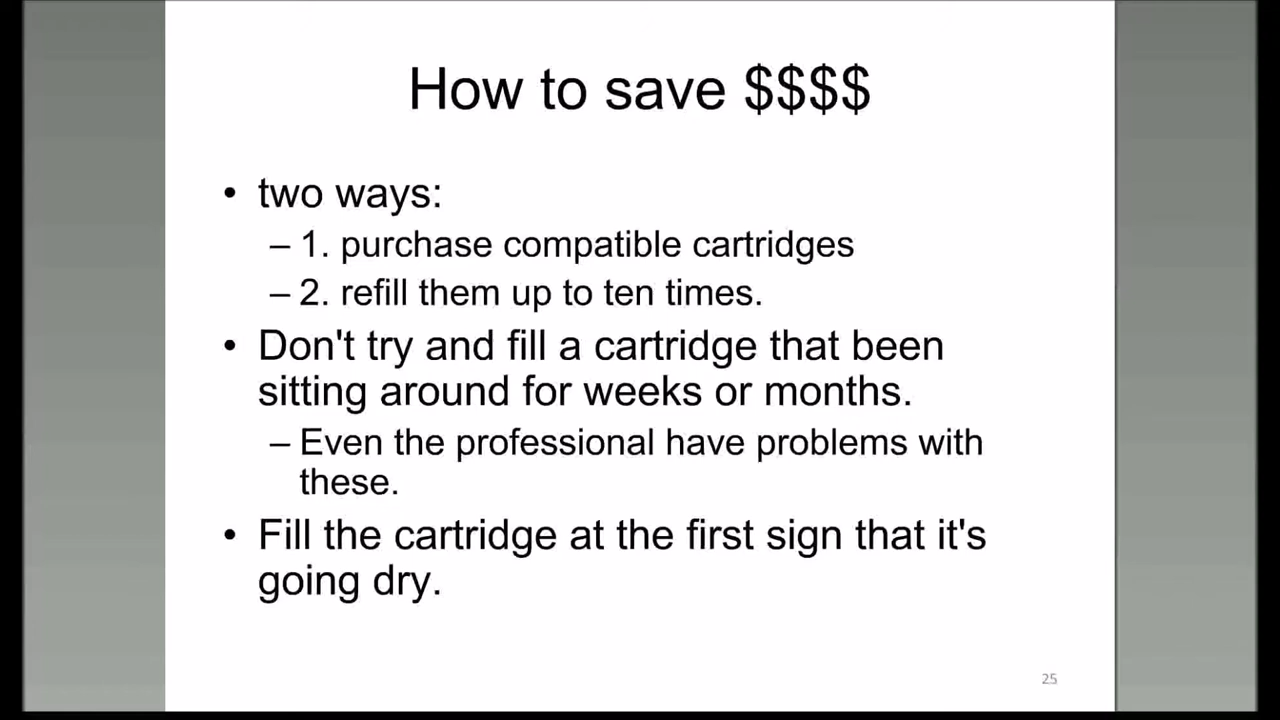 How to save $$$$
• two ways:
– 1. purchase compatible cartridges
– 2. refill them up to ten times.
• Don't try and fill a cartridge that been
sitting around for weeks or months.
– Even the professional have problems with
these.
• Fill the cartridge at the first sign that it's
going dry.
25